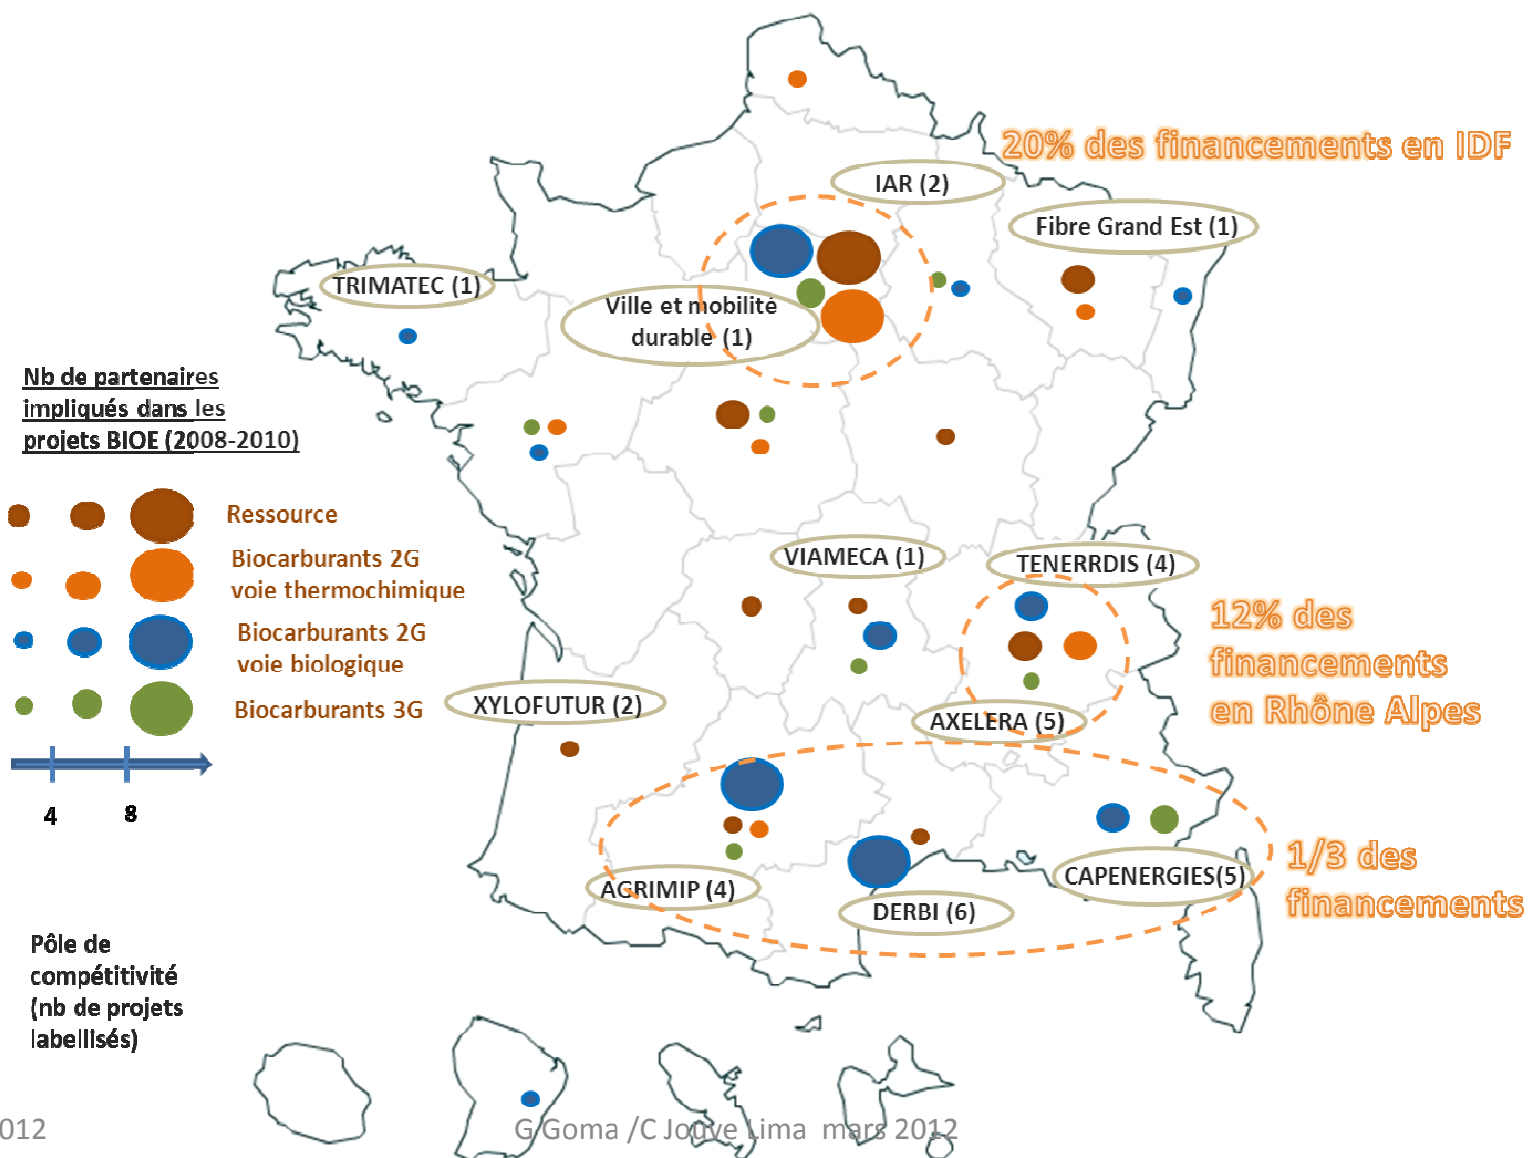 20% des financements en IDF
IAR (2)
Fibre Grand Est (1)
TRIMATEC (1)
Ville et mobilité
durable (1)
Nb de partenaires
impliqués dans les
projets BIOE (2008-2010)
Ressource
Biocarburants 2G
voie thermochimique
Biocarburants 2G
voie biologique
Biocarburants 3G
4
8
VIAMECA (1)
TENERRDIS (4)
12% des
financements
en Rhône Alpes
XYLOFUTUR (2)
AXELERA (5)
1/3 des
financements
AGRIMIP (4)
CAPENERGIES(5)
DERBI (6)
Pôle de
compétitivité
(nb de projets
labellisés)
012
G Goma /C Jouve Lima mars 2012